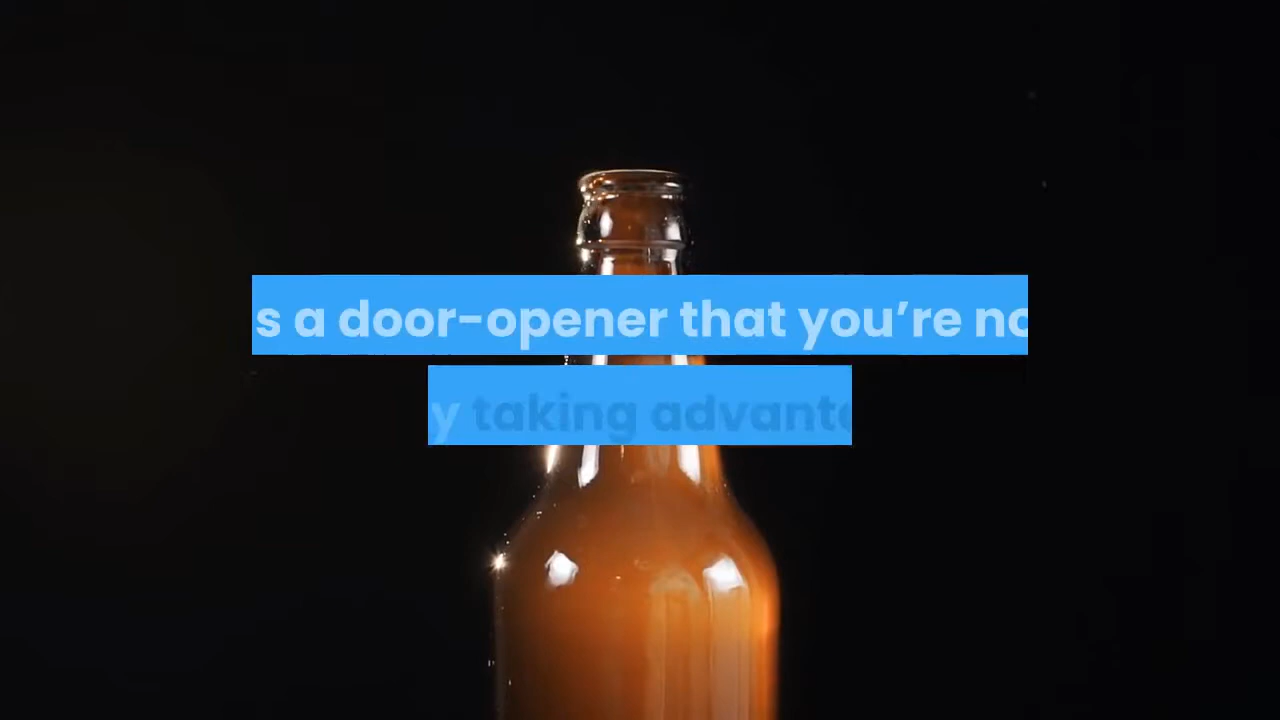 s a door-opener that you’re no
y taking advant